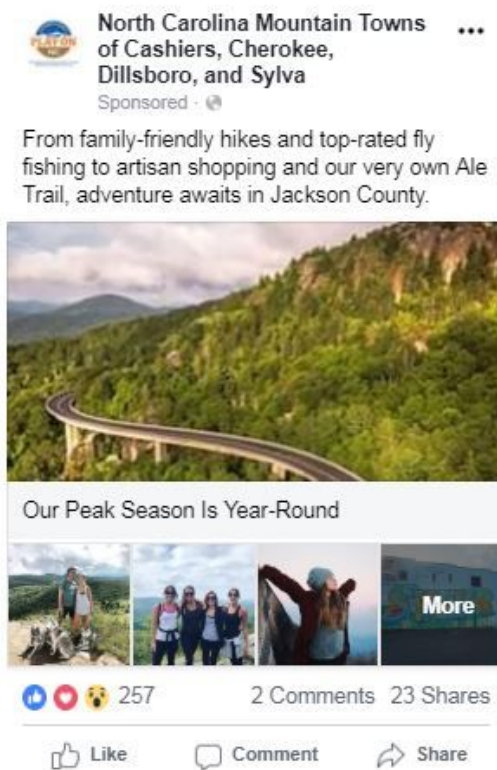 PLAY ON
North Carolina Mountain Towns
of Cashiers, Cherokee,
Dillsboro, and Sylva
Sponsored ·
From family-friendly hikes and top-rated fly
fishing to artisan shopping and our very own Ale
Trail, adventure awaits in Jackson County.
Our Peak Season Is Year-Round
More
257 2 Comments 23 Shares
Like Comment Share